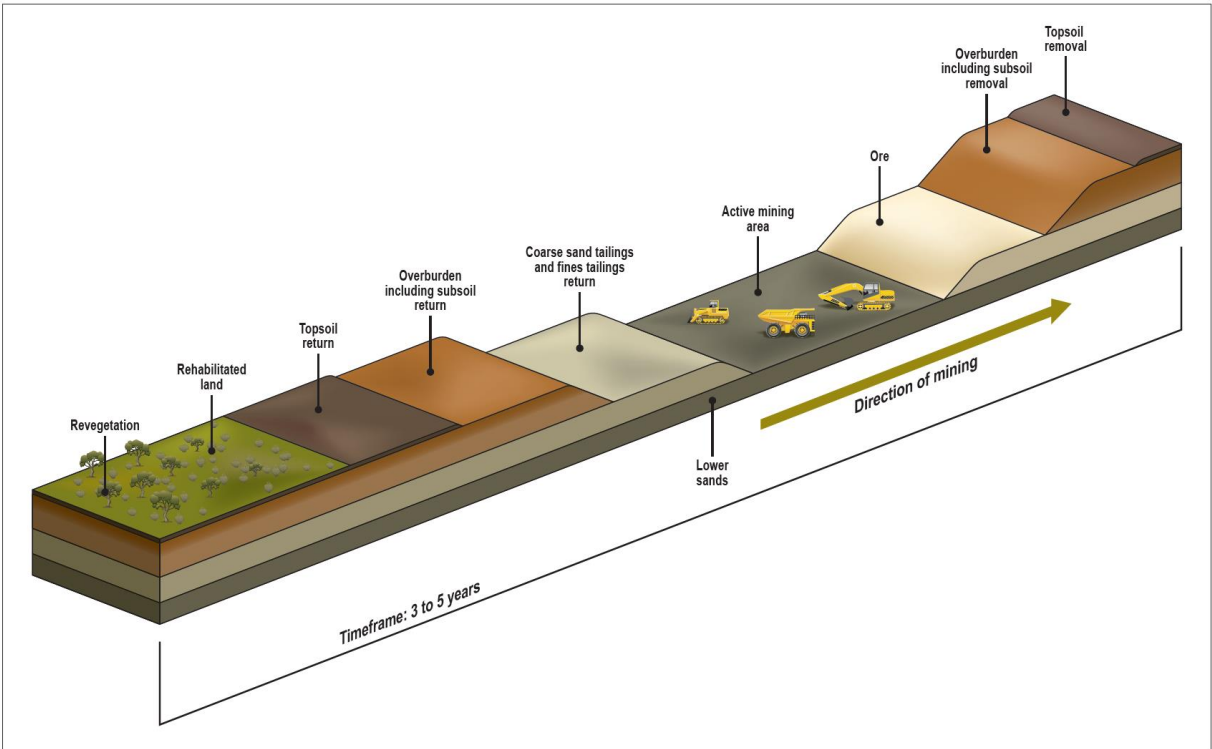 Topsoil
removal
Overburden
including subsoil
removal
Ore
Active mining
area
Coarse sand tailings
and fines tailings
return
Overburden
including subsoil
return
Topsoil
return
Rehabilitated
land
Revegetation
Lower
sands
Direction of mining
Timeframe: 3 to 5 years